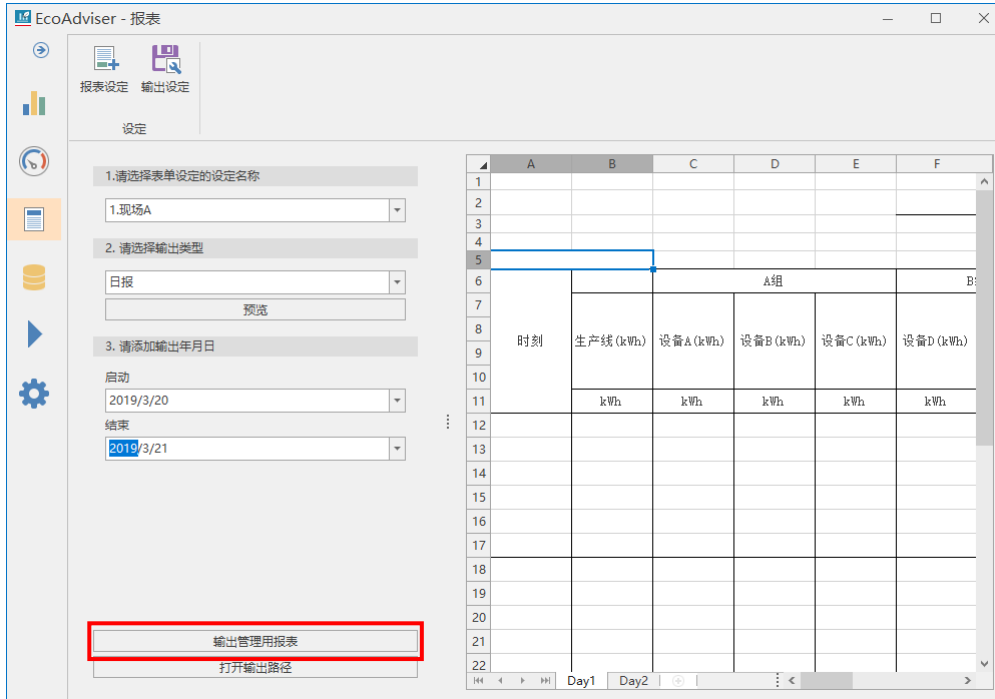 EcoAdviser - 报表
报表设定 输出设定
设定
1.请选择表单设定的设定名称
1.现场A
2. 请选择输出类型
日报
预览
3. 请添加输出年月日
启动
2019/3/20
结束
2019/3/21
输出管理用报表
打开输出路径
A B C D E F
1
2
3
4
5
6 A组 B
7
8 时刻 生产线(kWh) 设备A(kWh) 设备B(kWh) 设备C(kWh) 设备D(kWh)
9
10
11 kWh kWh kWh kWh kWh
12
13
14
15
16
17
18
19
20
21
22
Day1 Day2